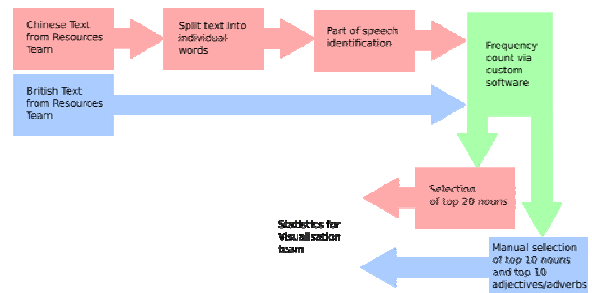 Chinese Text
from Resources
Team
Split text into
individual
words
Part of speech
identification
Frequency
count via
custom
software
British Text
from Resources
Team
Selection
of top 20 nouns
Statistics for
Visualisation
team
Manual selection
of top 10 nouns
and top 10
adjectives/adverbs